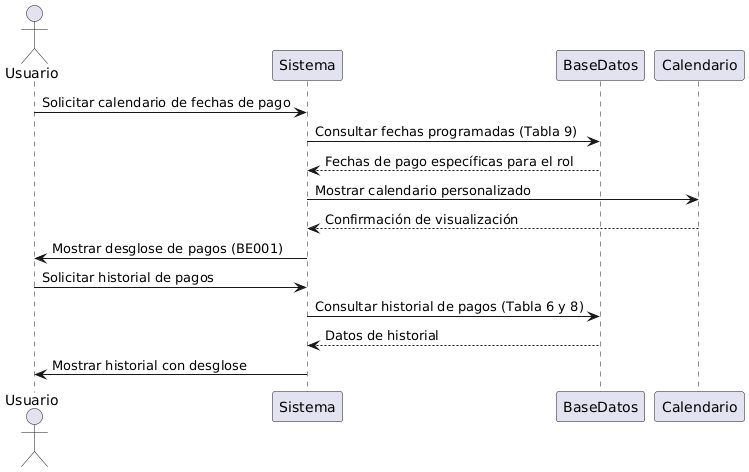 Usuario
Sistema
BaseDatos
Calendario
Solicitar calendario de fechas de pago
Consultar fechas programadas (Tabla 9)
Fechas de pago específicas para el rol
Mostrar calendario personalizado
Confirmación de visualización
Mostrar desglose de pagos (BE001)
Solicitar historial de pagos
Consultar historial de pagos (Tabla 6 y 8)
Datos de historial
Mostrar historial con desglose
Usuario
Sistema
BaseDatos
Calendario